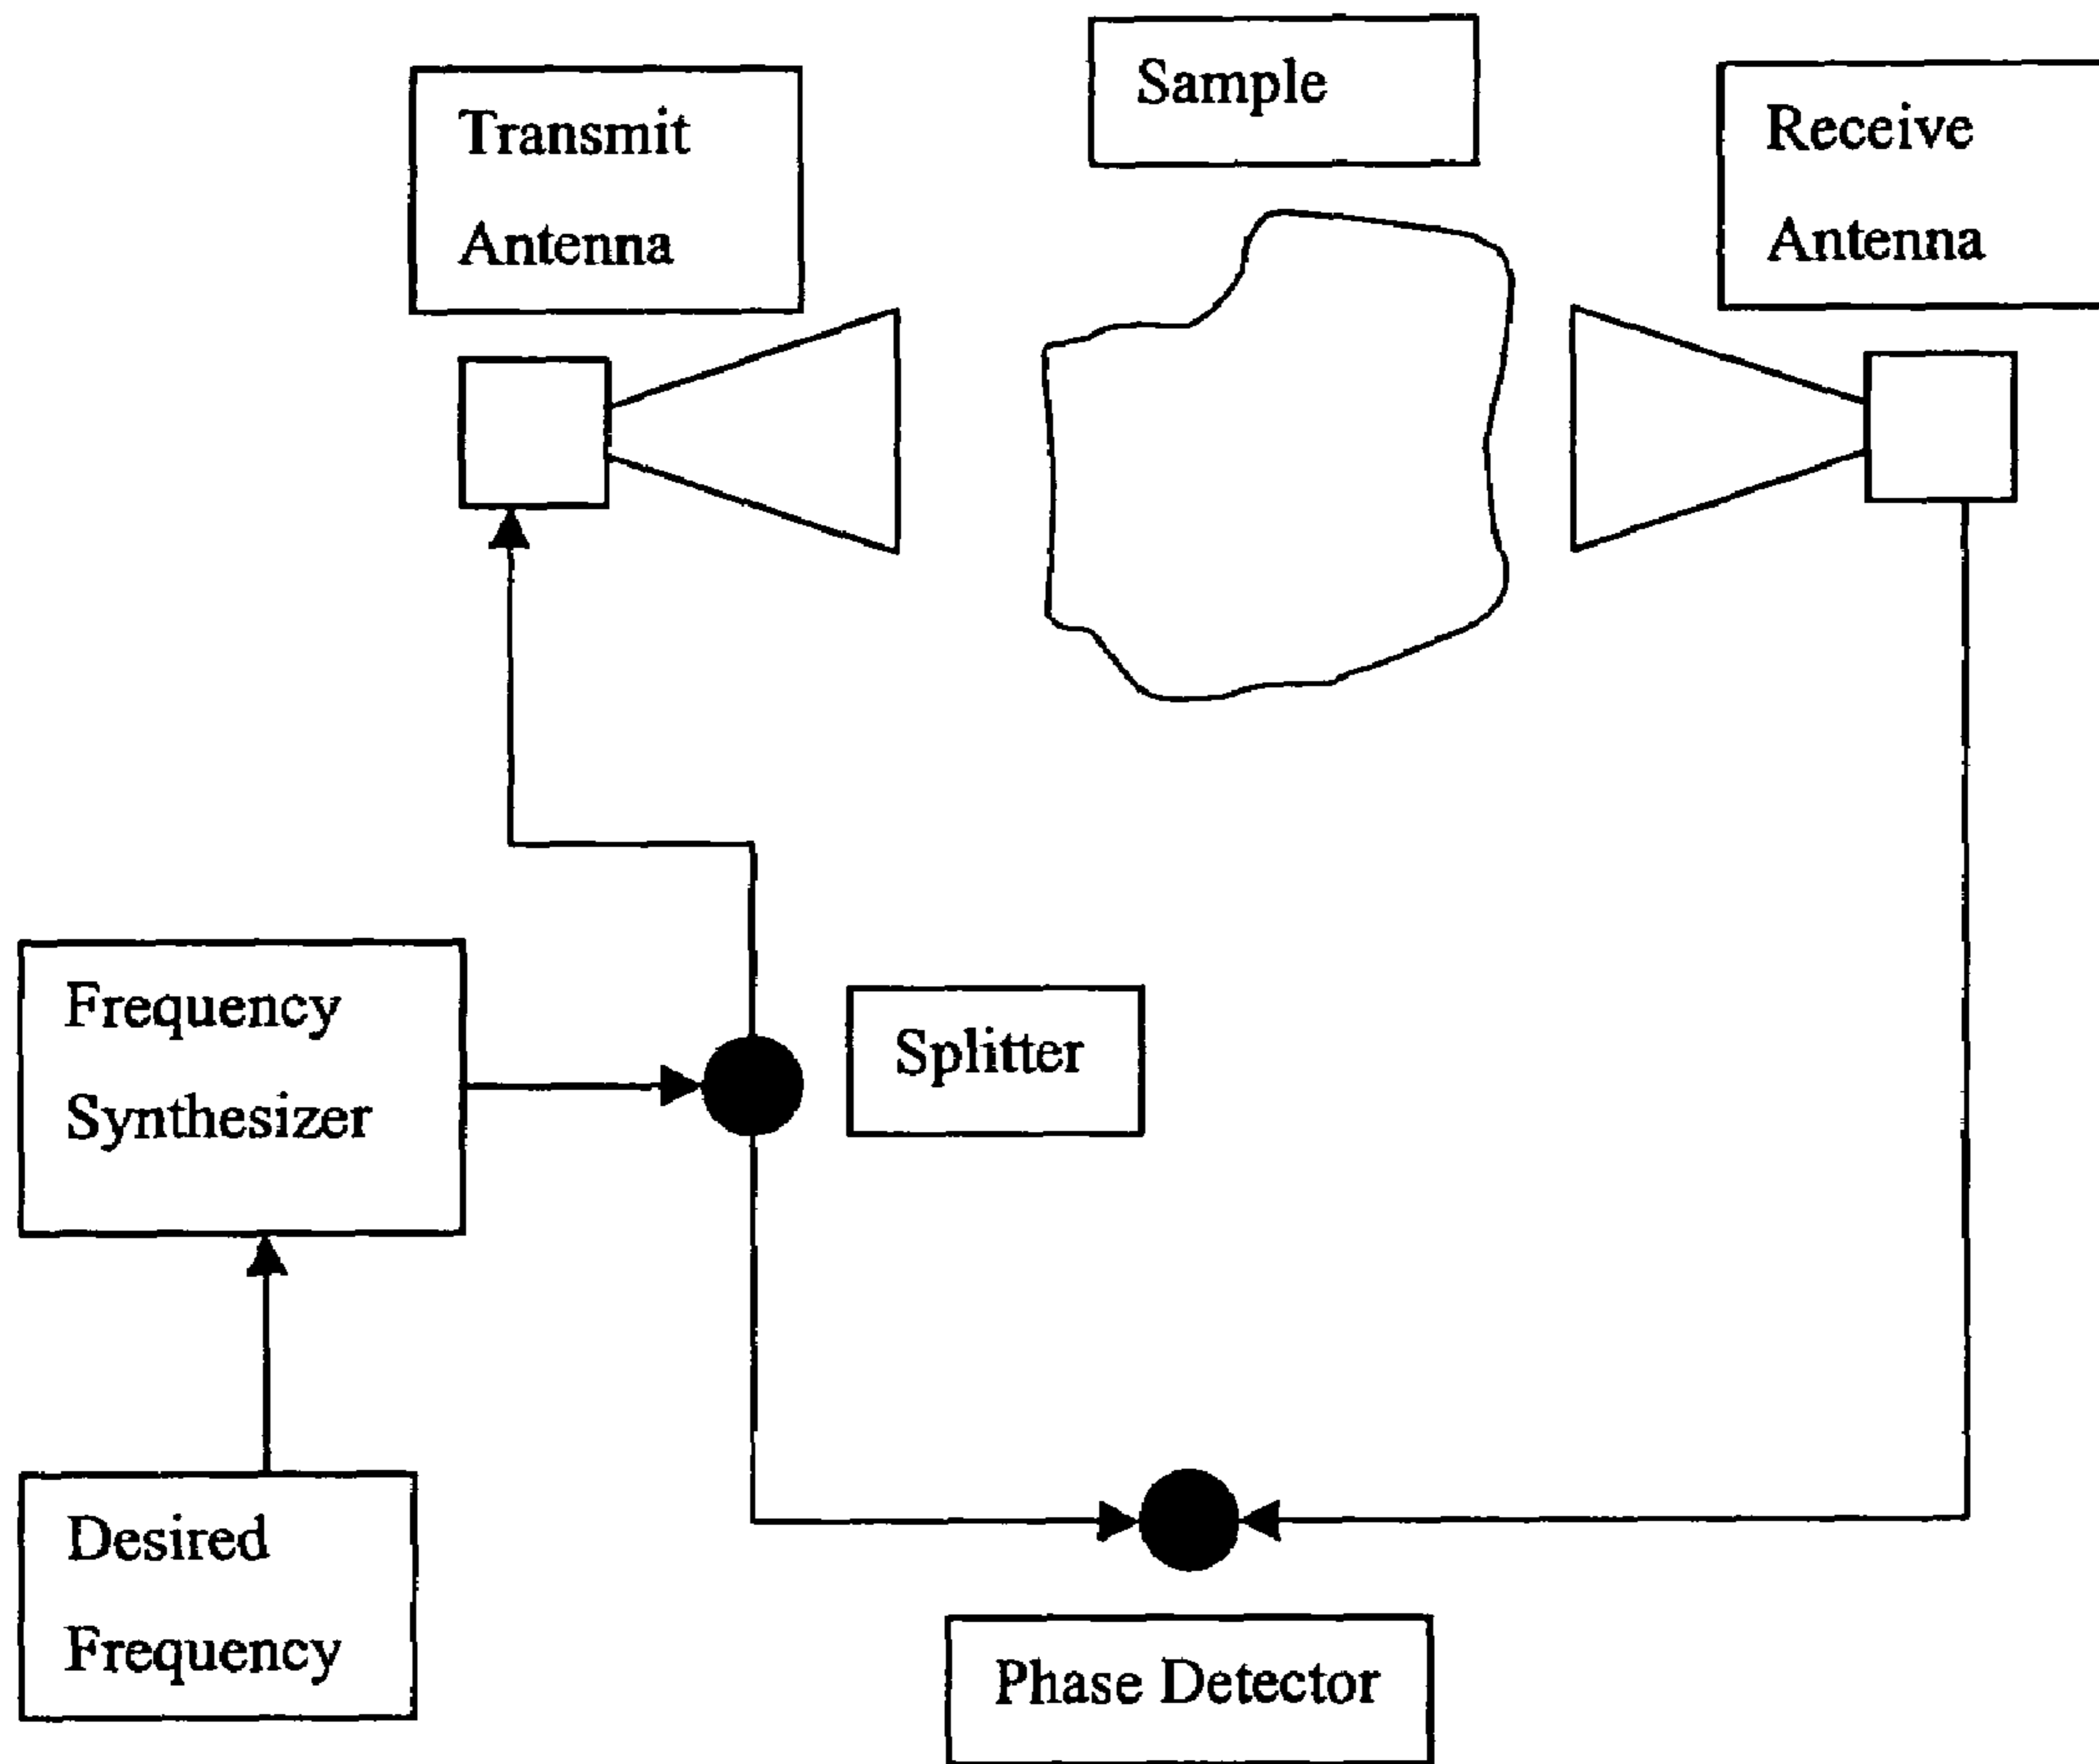 Transmit
Antenna
Sample
Receive
Antenna
Frequency
Synthesizer
Splitter
Desired
Frequency
Phase Detector